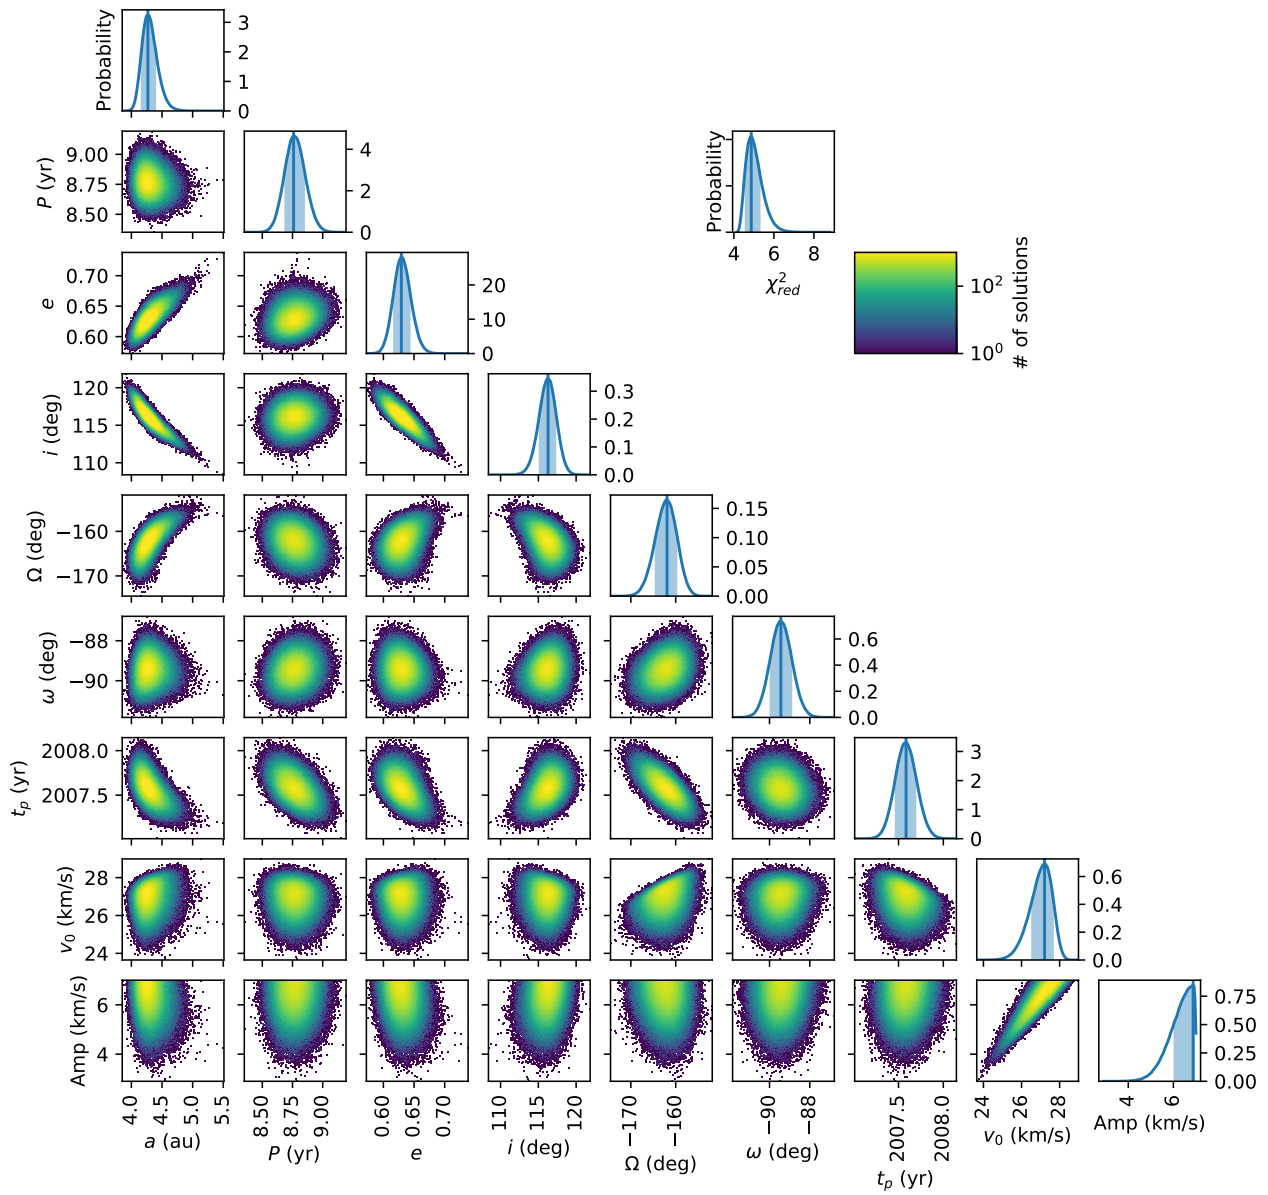 Probability
3
2
1
0
P (yr)
9.00
8.75
8.50
4
2
0
Probability
4 6 8
χ²red
e
0.70
0.65
0.60
20
10
0
10²
10⁰
# of solutions
i (deg)
120
115
110
0.3
0.2
0.1
0.0
Ω (deg)
−160
−170
0.15
0.10
0.05
0.00
ω (deg)
−88
−90
0.6
0.4
0.2
0.0
tp (yr)
2008.0
2007.5
3
2
1
0
v0 (km/s)
28
26
24
0.6
0.4
0.2
0.0
Amp (km/s)
6
4
0.75
0.50
0.25
0.00
4.0 4.5 5.0 5.5
a (au)
8.50 8.75 9.00
P (yr)
0.60 0.65 0.70
e
110 115 120
i (deg)
−170 −160
Ω (deg)
−90 −88
ω (deg)
2007.5 2008.0
tp (yr)
24 26 28
v0 (km/s)
4 6
Amp (km/s)